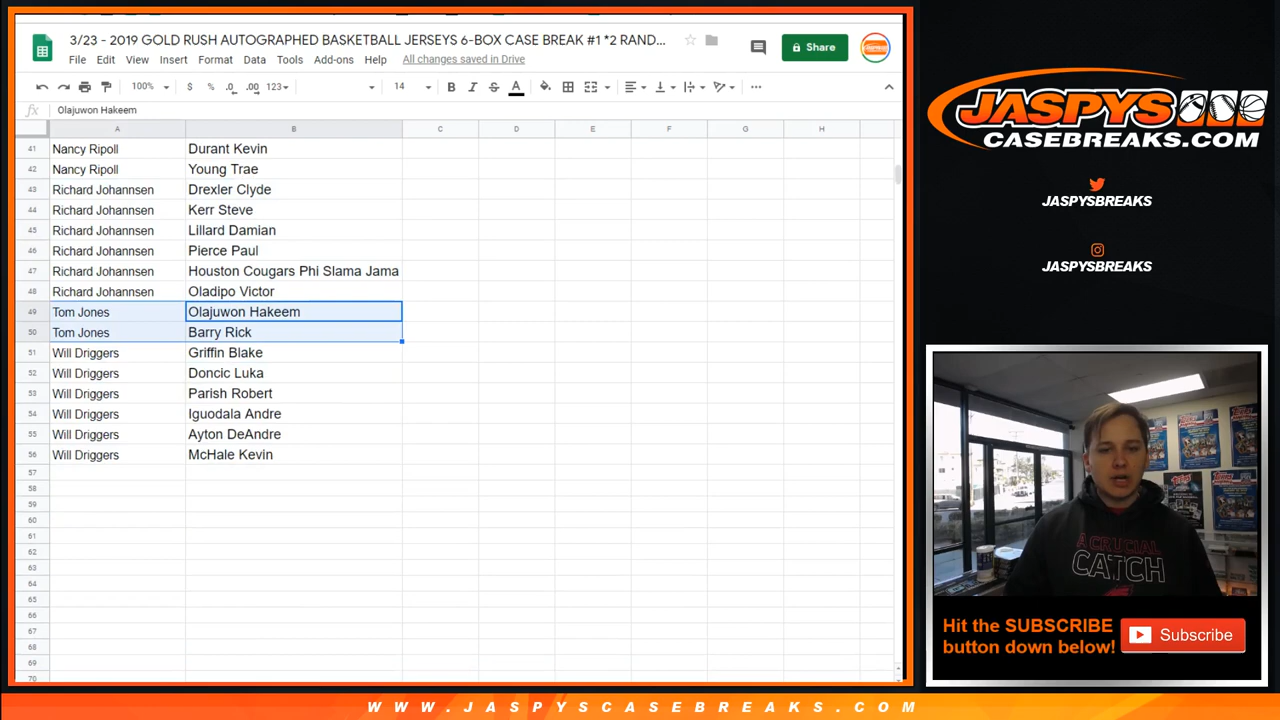 3/23 - 2019 GOLD RUSH AUTOGRAPHED BASKETBALL JERSEYS 6-BOX CASE BREAK #1 *2 RAND...
File Edit View Insert Format Data Tools Add-ons Help All changes saved in Drive
Share
100% $ % .0 .00 123 14 B I S A
fx Olajuwon Hakeem
A B C D E F G H
41 Nancy Ripoll Durant Kevin
42 Nancy Ripoll Young Trae
43 Richard Johannsen Drexler Clyde
44 Richard Johannsen Kerr Steve
45 Richard Johannsen Lillard Damian
46 Richard Johannsen Pierce Paul
47 Richard Johannsen Houston Cougars Phi Slama Jama
48 Richard Johannsen Oladipo Victor
49 Tom Jones Olajuwon Hakeem
50 Tom Jones Barry Rick
51 Will Driggers Griffin Blake
52 Will Driggers Doncic Luka
53 Will Driggers Parish Robert
54 Will Driggers Iguodala Andre
55 Will Driggers Ayton DeAndre
56 Will Driggers McHale Kevin
57
58
59
60
61
62
63
64
65
66
67
68
69
70
JASPYS
CASEBREAKS.COM
JASPYSBREAKS
JASPYSBREAKS
A CRUCIAL
CATCH
Hit the SUBSCRIBE
button down below!
Subscribe
WWW.JASPYSCASEBREAKS.COM